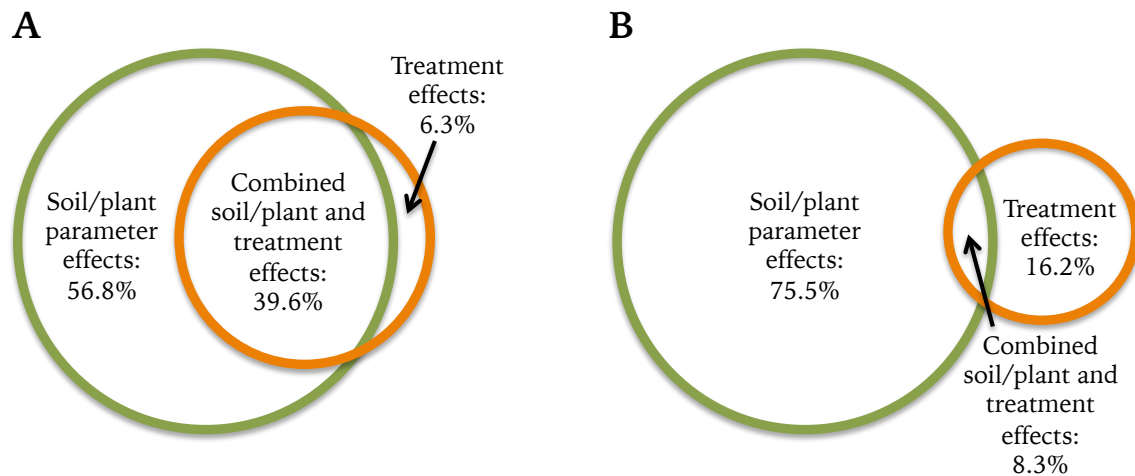 A
Treatment
effects:
6.3%
Soil/plant
parameter
effects:
56.8%
Combined
soil/plant and
treatment
effects:
39.6%
B
Soil/plant
parameter
effects:
75.5%
Treatment
effects:
16.2%
Combined
soil/plant and
treatment
effects:
8.3%